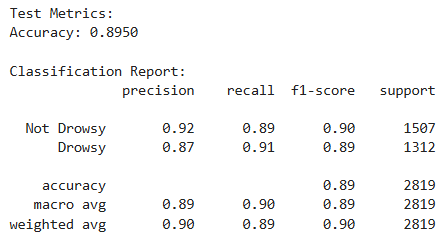 Test Metrics:
Accuracy: 0.8950
Classification Report:
precision recall f1-score support
Not Drowsy 0.92 0.89 0.90 1507
Drowsy 0.87 0.91 0.89 1312
accuracy 0.89 2819
macro avg 0.89 0.90 0.89 2819
weighted avg 0.90 0.89 0.90 2819